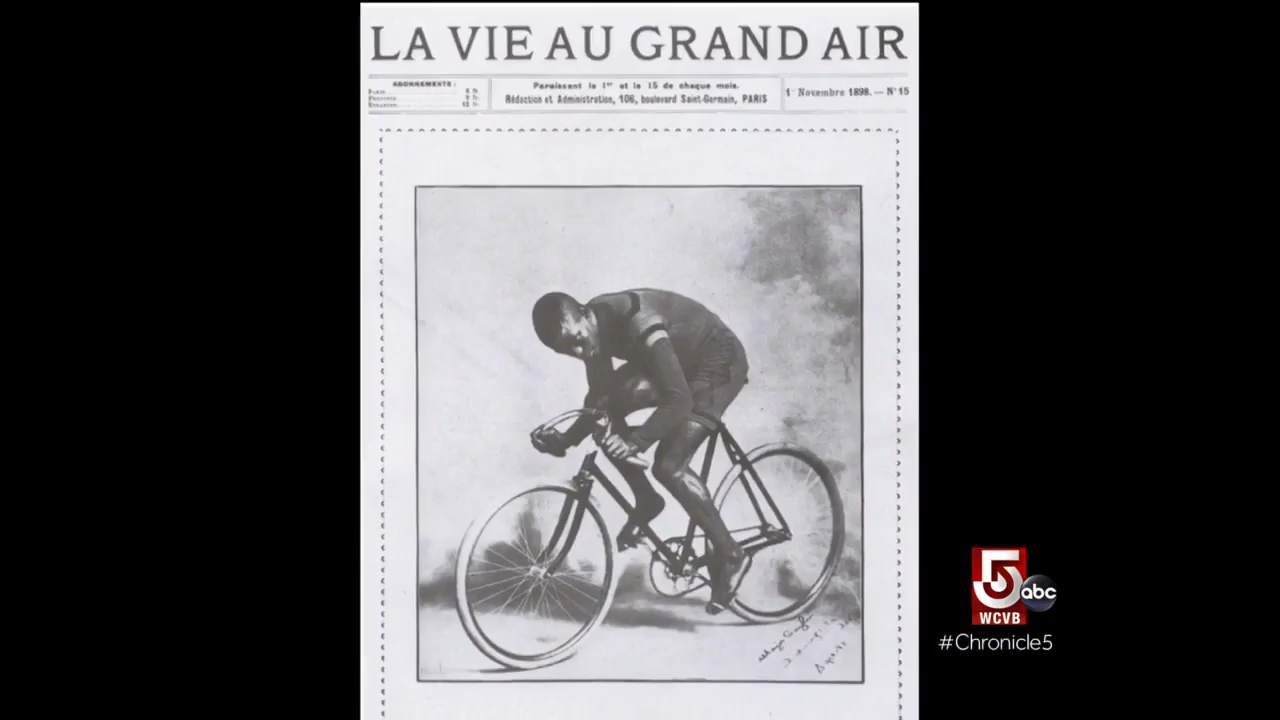 LA VIE AU GRAND AIR
ABONNEMENTS :
Paraissant le 1er et le 15 de chaque mois.
Rédaction et Administration, 106, boulevard Saint-Germain, PARIS
1er Novembre 1898. — N° 15
5
abc
WCVB
#Chronicle5